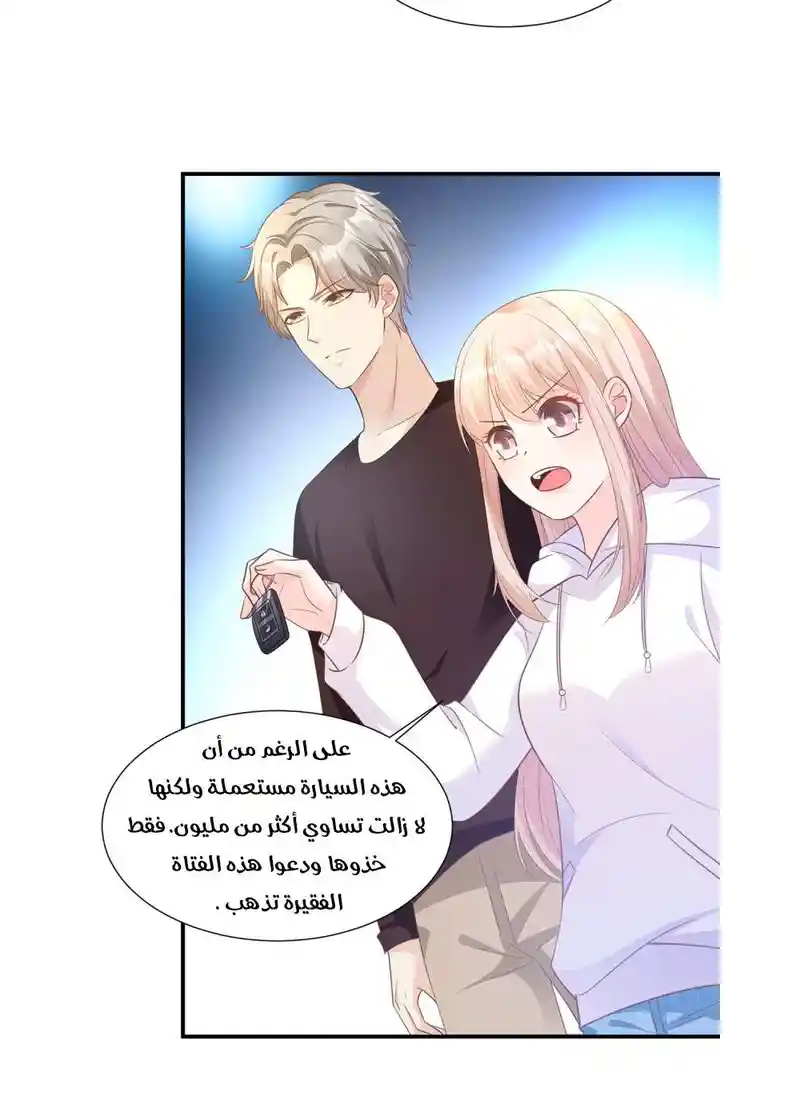 على الرغم من أن
هذه السيارة مستعملة ولكنها
لا زالت تساوي أكثر من مليون. فقط
خذوها ودعوا هذه الفتاة
الفقيرة تذهب .